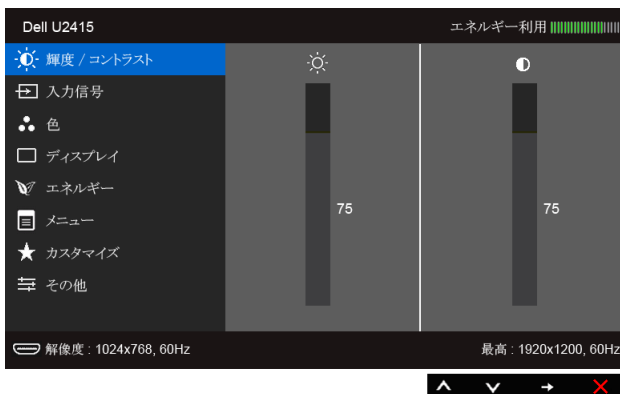 Dell U2415
エネルギー利用
輝度 / コントラスト
入力信号
色
ディスプレイ
エネルギー
メニュー
カスタマイズ
その他
75
75
解像度 : 1024x768, 60Hz
最高 : 1920x1200, 60Hz